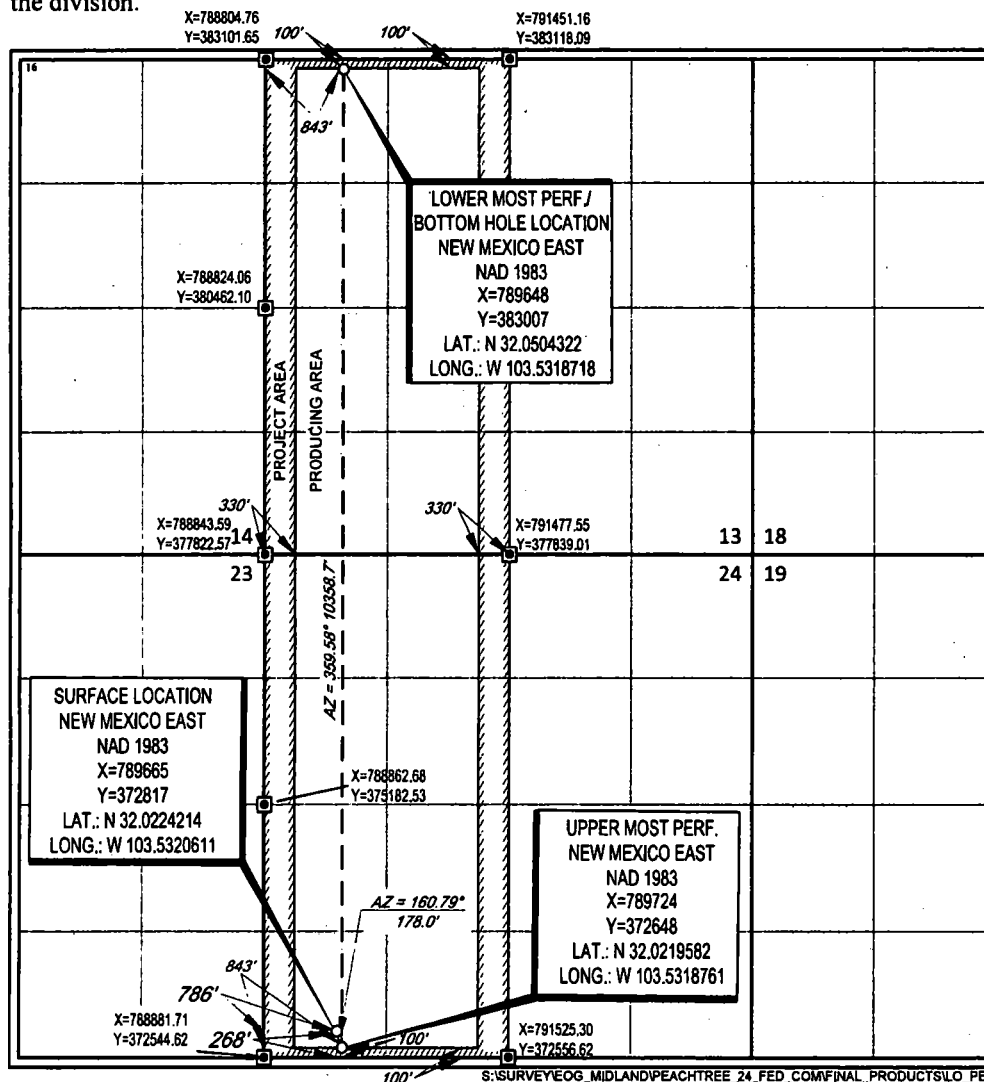 the division.
X=788804.76
Y=383101.65
X=791451.16
Y=383118.09
100'
100'
16
843'
LOWER MOST PERF./
BOTTOM HOLE LOCATION
NEW MEXICO EAST
NAD 1983
X=789648
Y=383007
LAT.: N 32.0504322
LONG.: W 103.5318718
X=788824.06
Y=380462.10
PROJECT AREA
PRODUCING AREA
330'
330'
X=788843.59
Y=377822.57
14
X=791477.55
Y=377839.01
13
18
23
24
19
AZ = 359.58° 10358.7'
SURFACE LOCATION
NEW MEXICO EAST
NAD 1983
X=789665
Y=372817
LAT.: N 32.0224214
LONG.: W 103.5320611
X=788862.68
Y=375182.53
UPPER MOST PERF.
NEW MEXICO EAST
NAD 1983
X=789724
Y=372648
LAT.: N 32.0219582
LONG.: W 103.5318761
AZ = 160.79°
178.0'
843'
786'
X=788881.71
Y=372544.62
268'
100'
X=791525.30
Y=372556.62
100'
S:\SURVEY\EOG_MIDLAND\PEACHTREE_24_FED_COM\FINAL_PRODUCTS\LO_PE